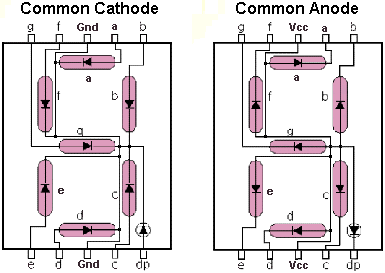 Common Cathode
g f Gnd a b
a
f b
g
e c
d
e d Gnd c dp
Common Anode
g f Vcc a b
a
f b
g
e c
d
e d Vcc c dp